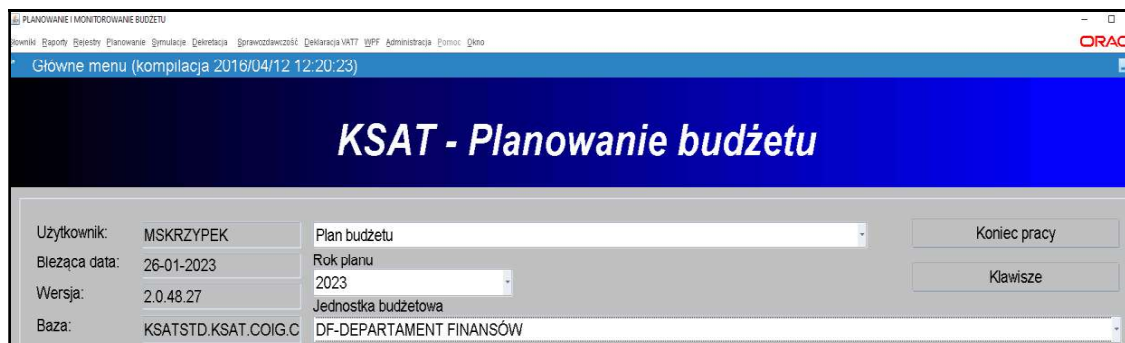 PLANOWANIE I MONITOROWANIE BUDŻETU
Raporty Rejestry Planowanie Symulacje Dekretacja Sprawozdawczość Deklaracja VAT7 WPF Administracja Pomoc Okno
ORAC
Główne menu (kompilacja 2016/04/12 12:20:23)
KSAT - Planowanie budżetu
Użytkownik: MSKRZYPEK Plan budżetu Koniec pracy
Bieżąca data: 26-01-2023 Rok planu
2023 Klawisze
Wersja: 2.0.48.27
Jednostka budżetowa
Baza: KSATSTD.KSAT.COIG.C DF-DEPARTAMENT FINANSÓW